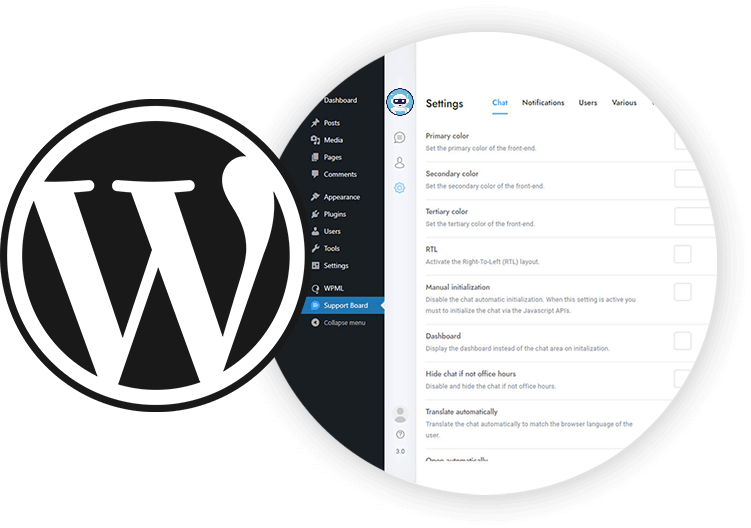 W
Dashboard
Posts
Media
Pages
Comments
Appearance
Plugins
Users
Tools
Settings
WPML
Support Board
Collapse menu
Settings
Chat Notifications Users Various
Primary color
Set the primary color of the front-end.
Secondary color
Set the secondary color of the front-end.
Tertiary color
Set the tertiary color of the front-end.
RTL
Activate the Right-To-Left (RTL) layout.
Manual initialization
Disable the chat automatic initialization. When this setting is active you
must to initialize the chat via the Javascript APIs.
Dashboard
Display the dashboard instead of the chat area on initalization.
Hide chat if not office hours
Disable and hide the chat if not office hours.
Translate automatically
Translate the chat automatically to match the browser language of the
user.
Open automatically
3.0